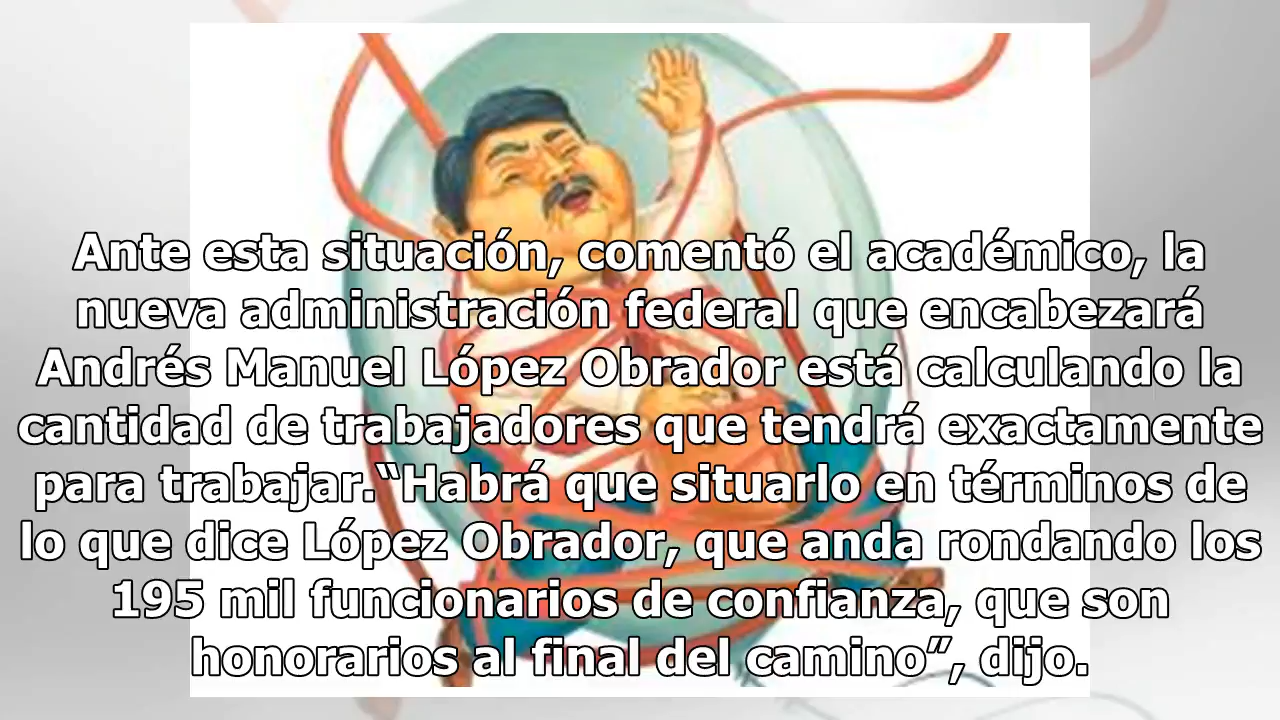 Ante esta situación, comentó el académico, la
nueva administración federal que encabezará
Andrés Manuel López Obrador está calculando la
cantidad de trabajadores que tendrá exactamente
para trabajar.“Habrá que situarlo en términos de
lo que dice López Obrador, que anda rondando los
195 mil funcionarios de confianza, que son
honorarios al final del camino”, dijo.